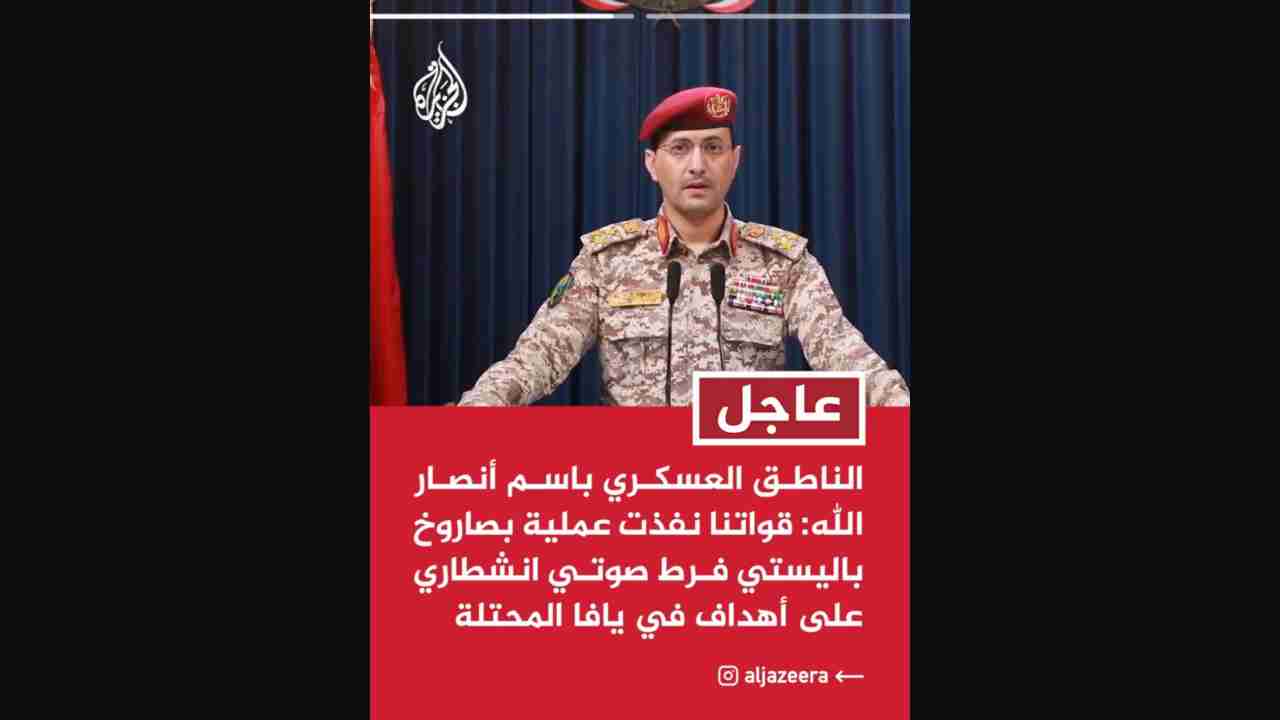 الجزيرة
عاجل
الناطق العسكري باسم أنصار
الله: قواتنا نفذت عملية بصاروخ
باليستي فرط صوتي انشطاري
على أهداف في يافا المحتلة
aljazeera